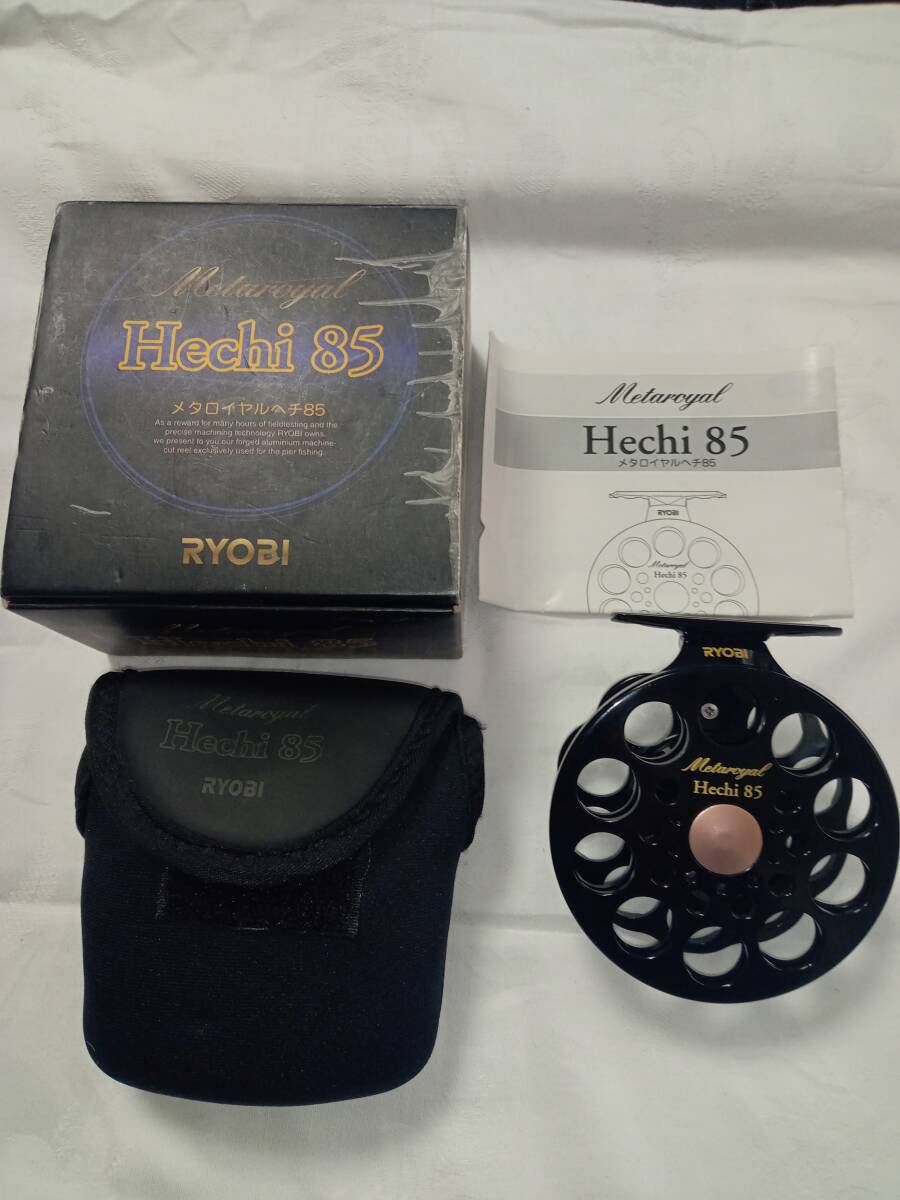 Metaroyal
Hechi 85
メタロイヤルヘチ85
As a reward for many hours of fieldtesting and the
precise machining technology RYOBI owns,
we present to you our forged aluminium machine-
cut reel exclusively used for the pier fishing.
RYOBI
Metaroyal
Hechi 85
メタロイヤルヘチ85
RYOBI
Metaroyal
Hechi 85
Metaroyal
Hechi 85
RYOBI
RYOBI
Metaroyal
Hechi 85